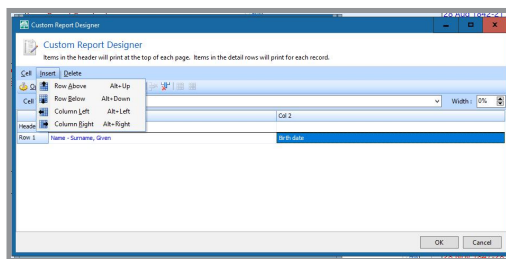 Custom Report Designer
Custom Report Designer
Items in the header will print at the top of each page. Items in the detail rows will print for each record.
Cell Insert Delete
Row Above Alt+Up
Row Below Alt+Down
Column Left Alt+Left
Column Right Alt+Right
Cell Width : 0%
Col 2
Heade
Row 1 Name - Surname, Given Birth date
OK Cancel